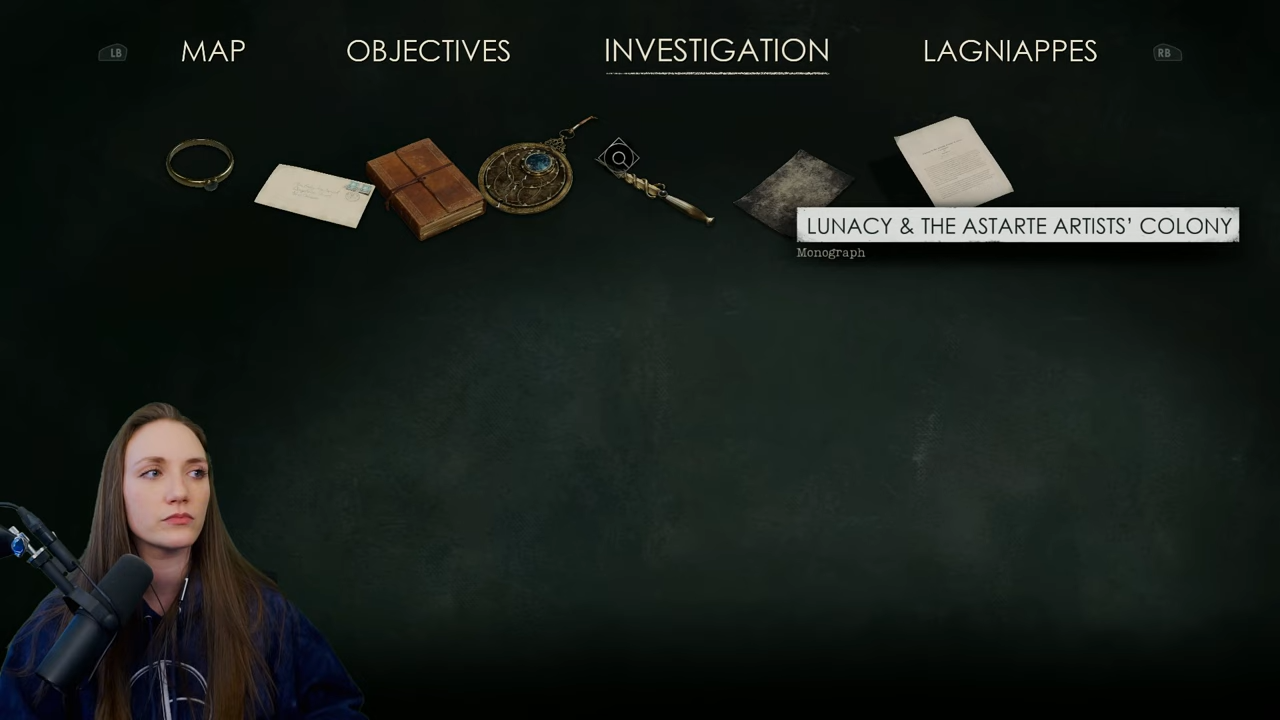 LB
MAP
OBJECTIVES
INVESTIGATION
LAGNIAPPES
RB
LUNACY & THE ASTARTE ARTISTS’ COLONY
Monograph